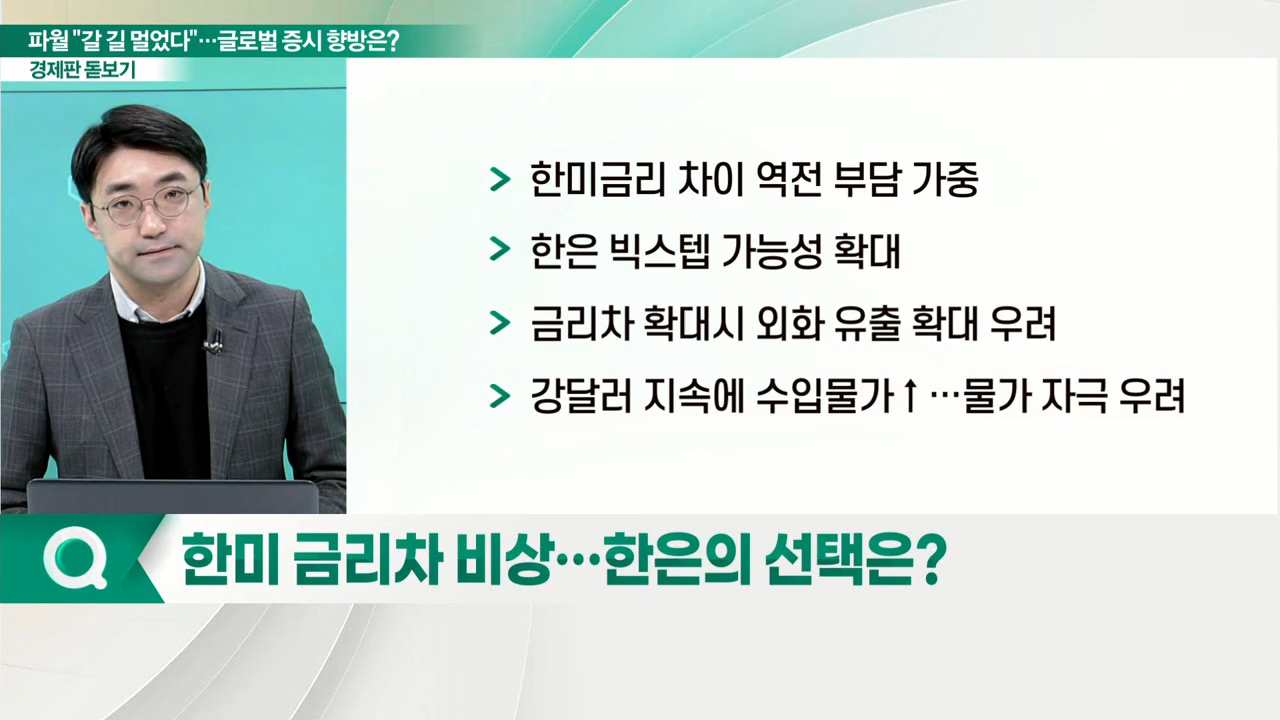 파월 "갈 길 멀었다"…글로벌 증시 향방은?
경제판 돋보기
> 한미금리 차이 역전 부담 가중
> 한은 빅스텝 가능성 확대
> 금리차 확대시 외화 유출 확대 우려
> 강달러 지속에 수입물가↑…물가 자극 우려
Q 한미 금리차 비상…한은의 선택은?